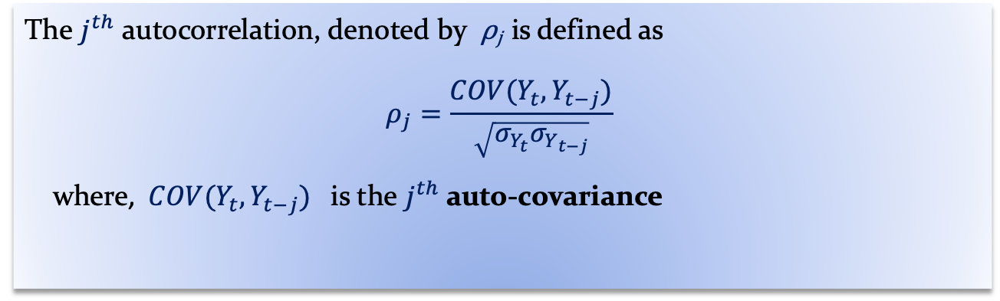 The $j^{th}$ autocorrelation, denoted by $\rho_j$ is defined as
$\rho_j = \frac{COV(Y_t, Y_{t-j})}{\sqrt{\sigma_{Y_t} \sigma_{Y_{t-j}}}}$
where, $COV(Y_t, Y_{t-j})$ is the $j^{th}$ auto-covariance